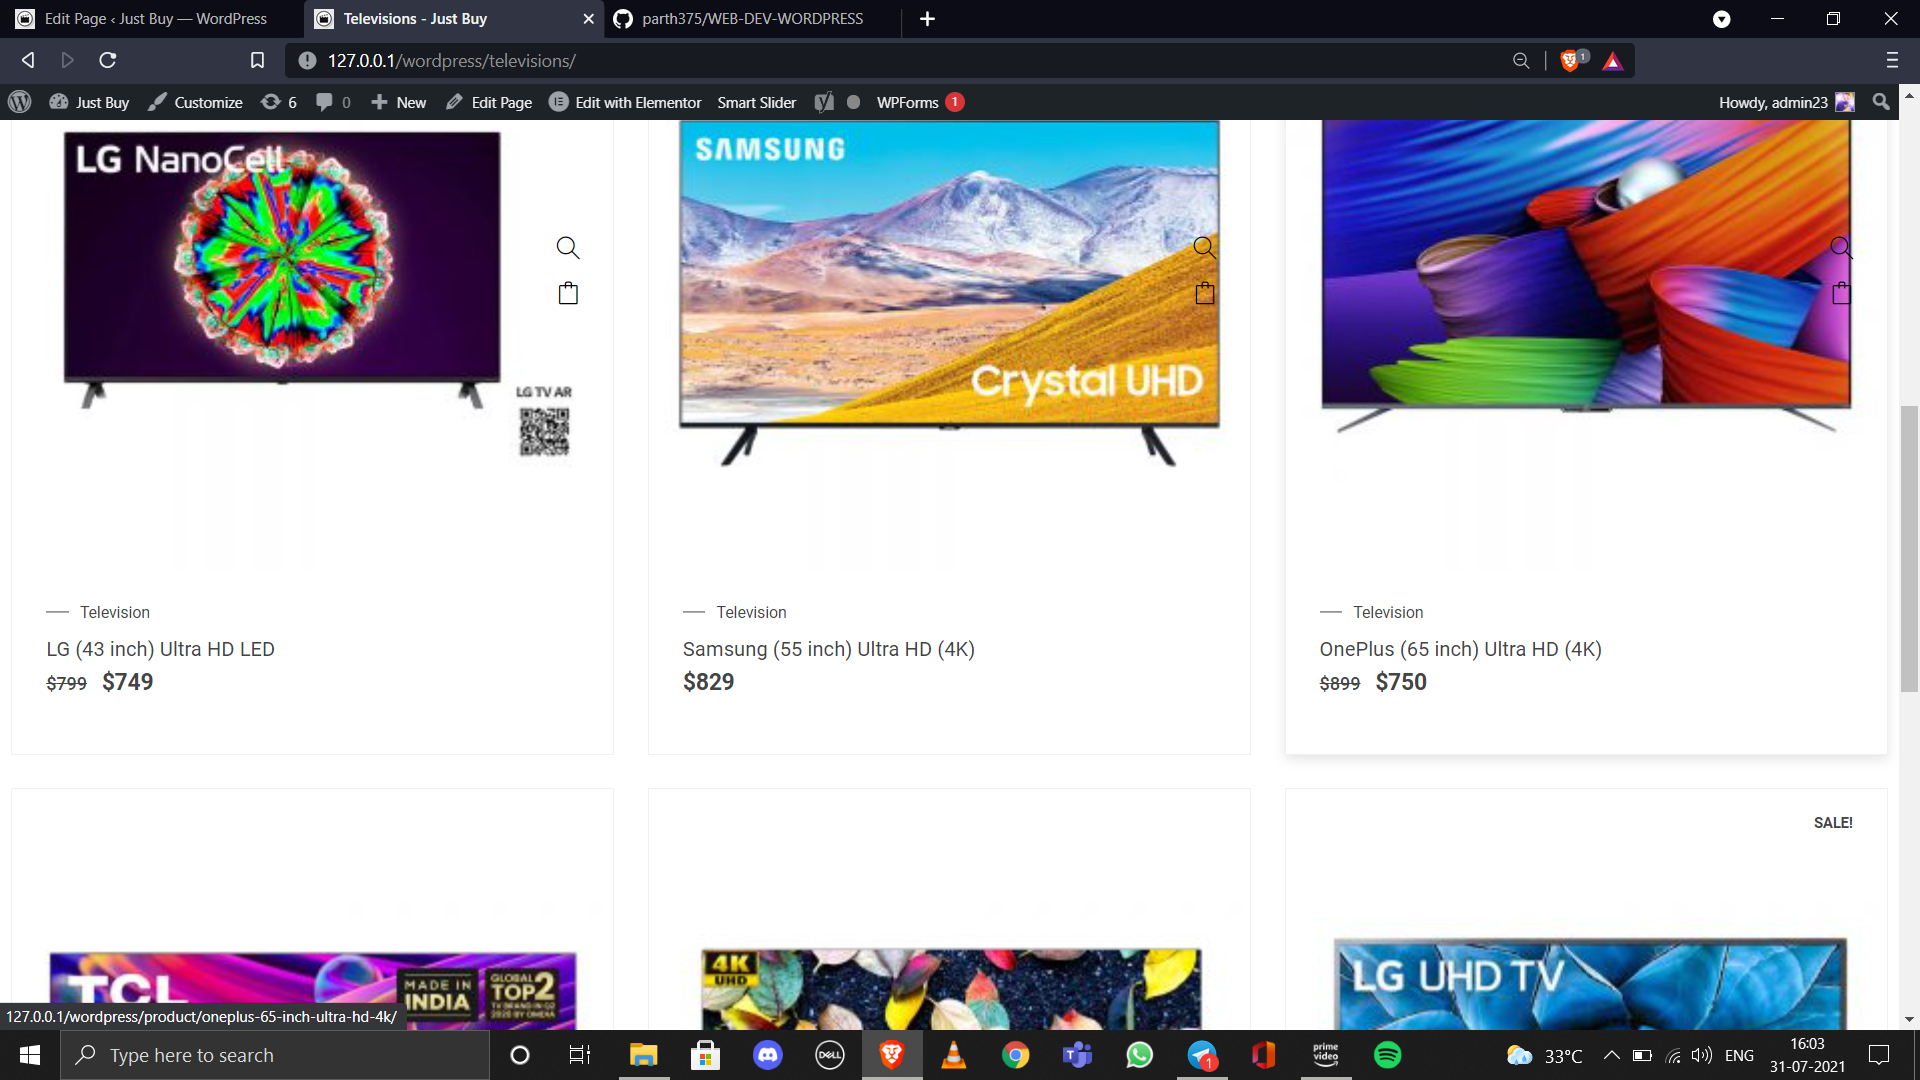 Edit Page ‹ Just Buy — WordPress
Televisions - Just Buy
parth375/WEB-DEV-WORDPRESS
127.0.0.1/wordpress/televisions/
1
Just Buy
Customize
6
0
New
Edit Page
Edit with Elementor
Smart Slider
WPForms 1
Howdy, admin23
LG NanoCell
SAMSUNG
Crystal UHD
LG TV AR
Television
LG (43 inch) Ultra HD LED
$799 $749
Television
Samsung (55 inch) Ultra HD (4K)
$829
Television
OnePlus (65 inch) Ultra HD (4K)
$899 $750
SALE!
TCL
MADE IN
INDIA
GLOBAL
TOP2
4K
UHD
LG UHD TV
127.0.0.1/wordpress/product/oneplus-65-inch-ultra-hd-4k/
Type here to search
DELL
1
prime
video
33°C
ENG
16:03
31-07-2021